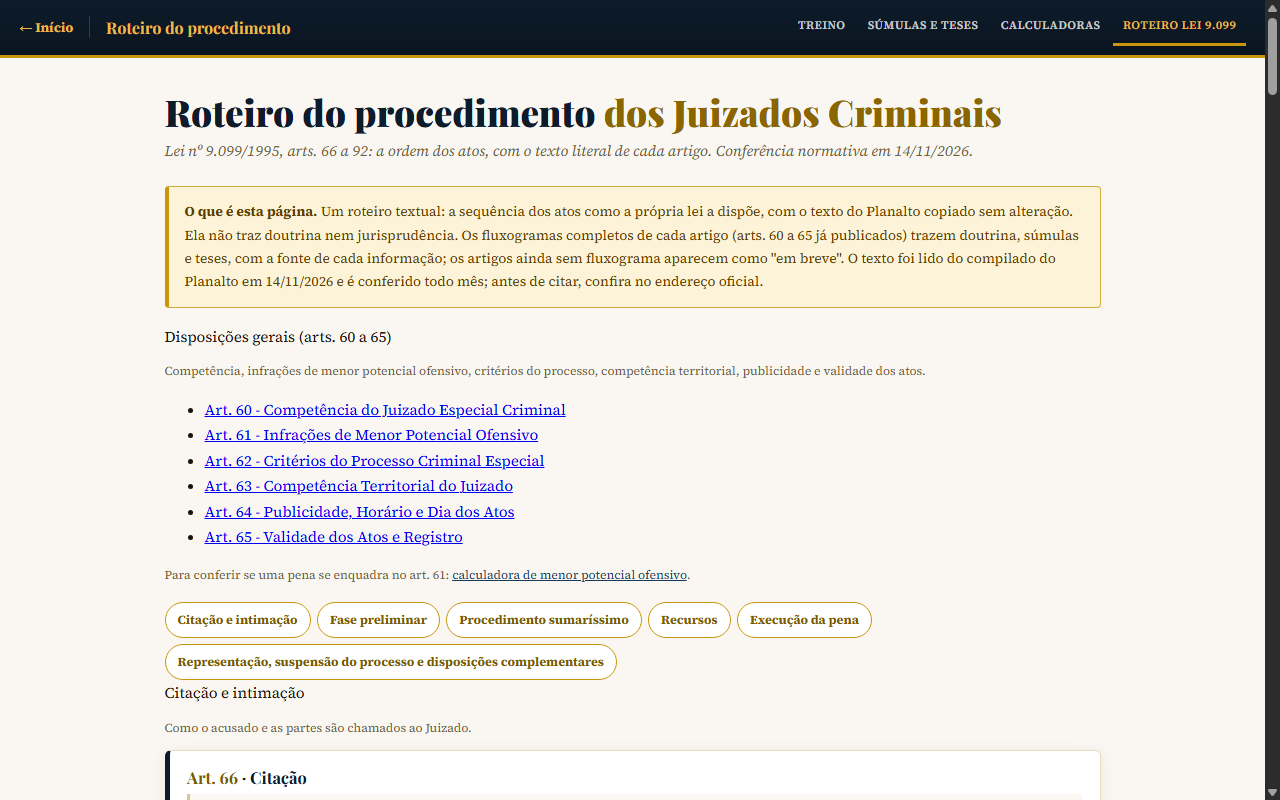 ← Início
Roteiro do procedimento
TREINO
SÚMULAS E TESES
CALCULADORAS
ROTEIRO LEI 9.099
Roteiro do procedimento dos Juizados Criminais
Lei nº 9.099/1995, arts. 66 a 92: a ordem dos atos, com o texto literal de cada artigo. Conferência normativa em 14/11/2026.
O que é esta página. Um roteiro textual: a sequência dos atos como a própria lei a dispõe, com o texto do Planalto copiado sem alteração.
Ela não traz doutrina nem jurisprudência. Os fluxogramas completos de cada artigo (arts. 60 a 65 já publicados) trazem doutrina, súmulas
e teses, com a fonte de cada informação; os artigos ainda sem fluxograma aparecem como "em breve". O texto foi lido do compilado do
Planalto em 14/11/2026 e é conferido todo mês; antes de citar, confira no endereço oficial.
Disposições gerais (arts. 60 a 65)
Competência, infrações de menor potencial ofensivo, critérios do processo, competência territorial, publicidade e validade dos atos.
• Art. 60 - Competência do Juizado Especial Criminal
• Art. 61 - Infrações de Menor Potencial Ofensivo
• Art. 62 - Critérios do Processo Criminal Especial
• Art. 63 - Competência Territorial do Juizado
• Art. 64 - Publicidade, Horário e Dia dos Atos
• Art. 65 - Validade dos Atos e Registro
Para conferir se uma pena se enquadra no art. 61: calculadora de menor potencial ofensivo.
Citação e intimação
Fase preliminar
Procedimento sumaríssimo
Recursos
Execução da pena
Representação, suspensão do processo e disposições complementares
Citação e intimação
Como o acusado e as partes são chamados ao Juizado.
Art. 66 · Citação